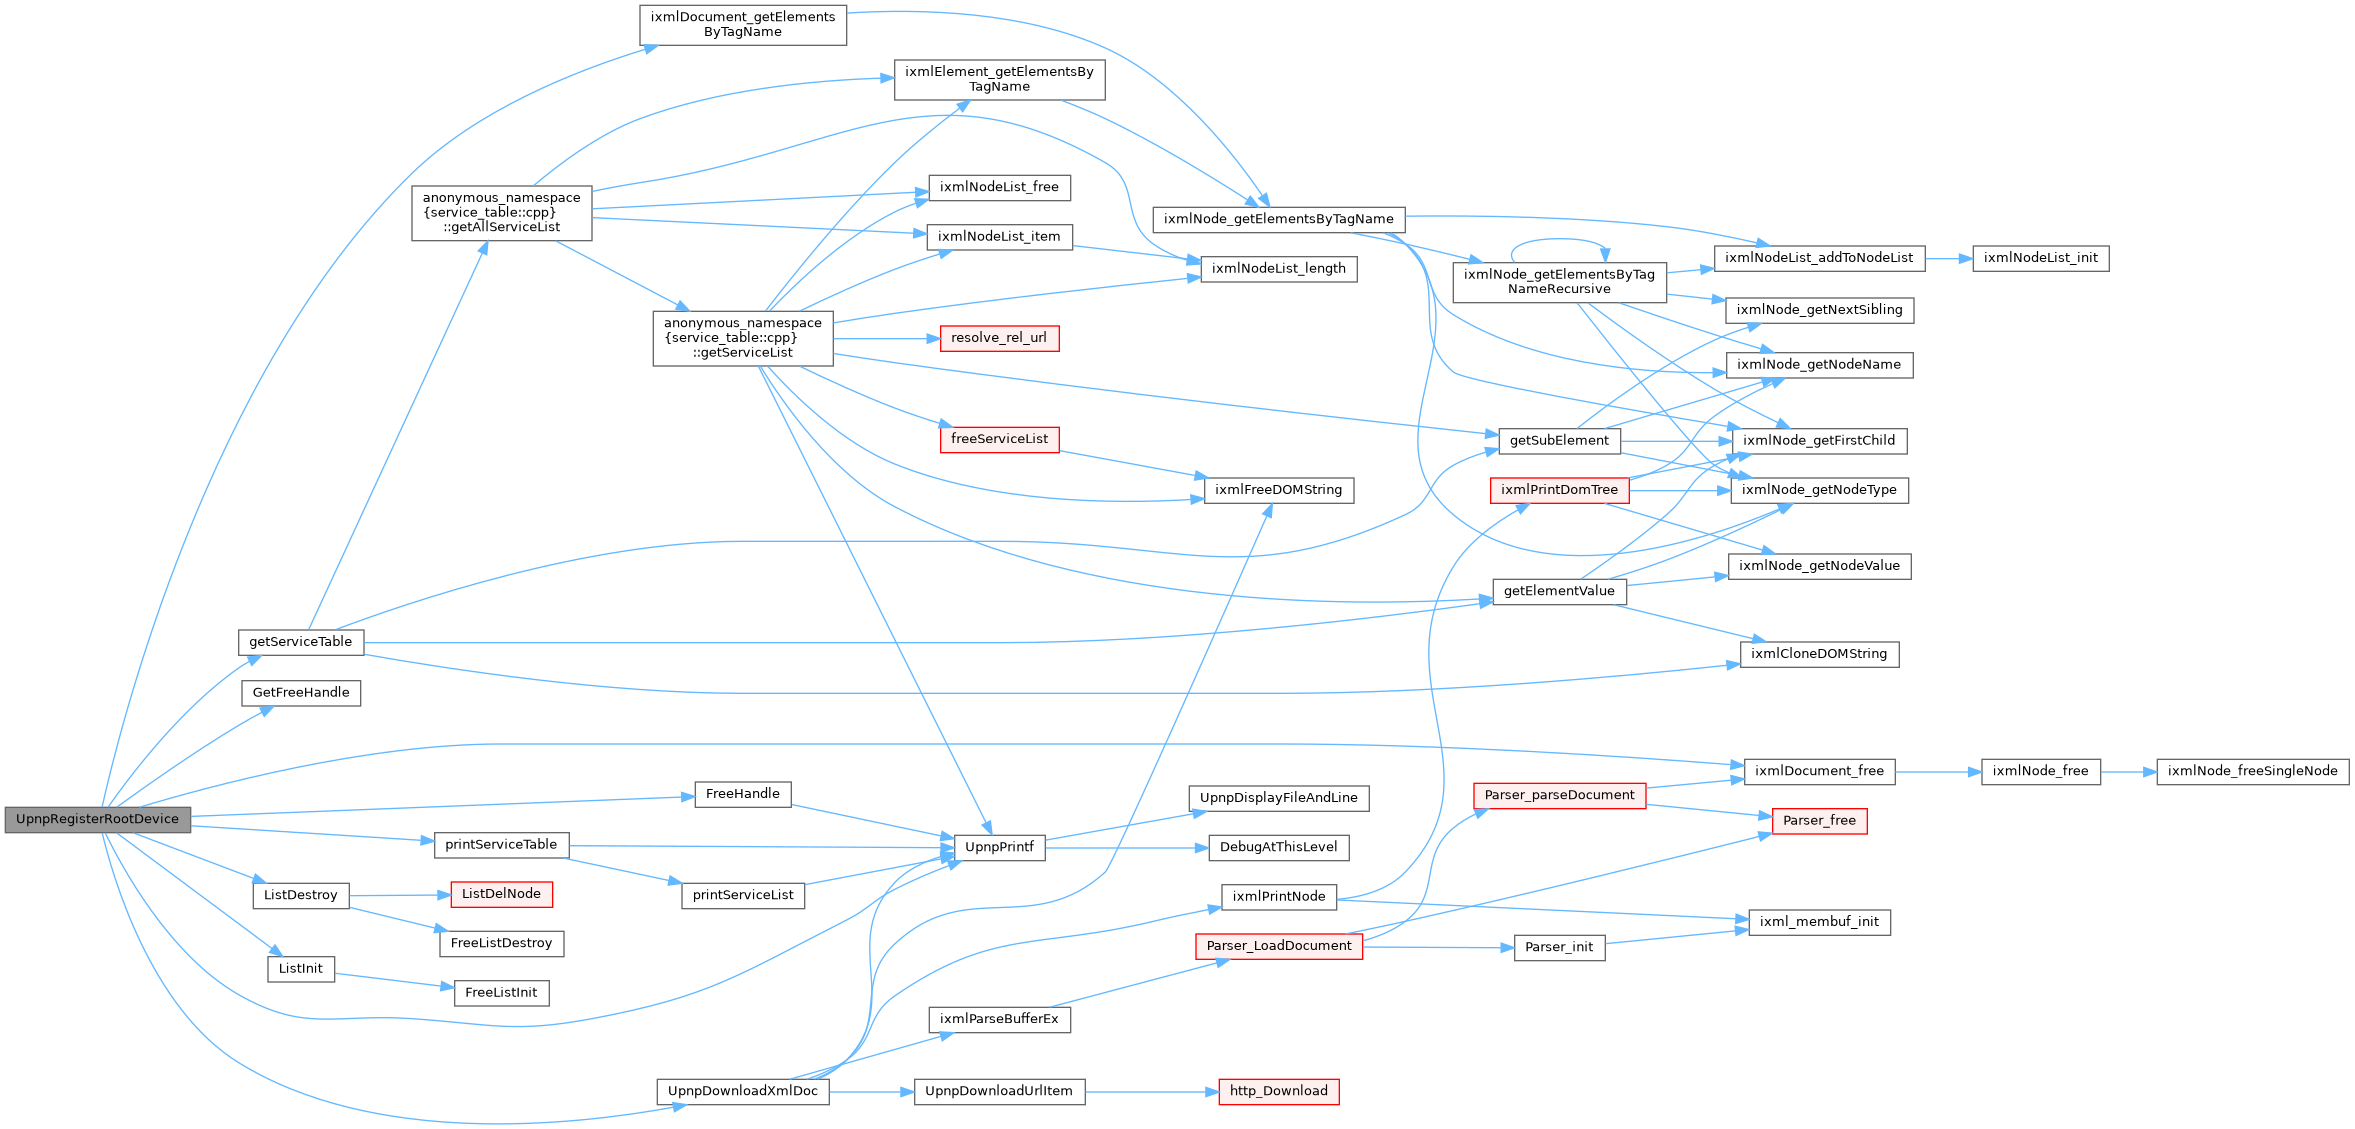 ixmlDocument_getElements
ByTagName
ixmlElement_getElementsBy
TagName
anonymous_namespace
{service_table::cpp}
::getAllServiceList
ixmlNodeList_free
ixmlNodeList_item
ixmlNode_getElementsByTagName
ixmlNodeList_length
ixmlNode_getElementsByTag
NameRecursive
ixmlNodeList_addToNodeList
ixmlNodeList_init
ixmlNode_getNextSibling
anonymous_namespace
{service_table::cpp}
::getServiceList
resolve_rel_url
ixmlNode_getNodeName
freeServiceList
getSubElement
ixmlNode_getFirstChild
ixmlFreeDOMString
ixmlPrintDomTree
ixmlNode_getNodeType
ixmlNode_getNodeValue
getElementValue
getServiceTable
ixmlCloneDOMString
GetFreeHandle
ixmlDocument_free
ixmlNode_free
ixmlNode_freeSingleNode
FreeHandle
UpnpDisplayFileAndLine
Parser_parseDocument
UpnpRegisterRootDevice
Parser_free
printServiceTable
UpnpPrintf
DebugAtThisLevel
ListDestroy
ListDelNode
printServiceList
ixmlPrintNode
ixml_membuf_init
FreeListDestroy
Parser_LoadDocument
Parser_init
ListInit
FreeListInit
ixmlParseBufferEx
UpnpDownloadXmlDoc
UpnpDownloadUrlItem
http_Download